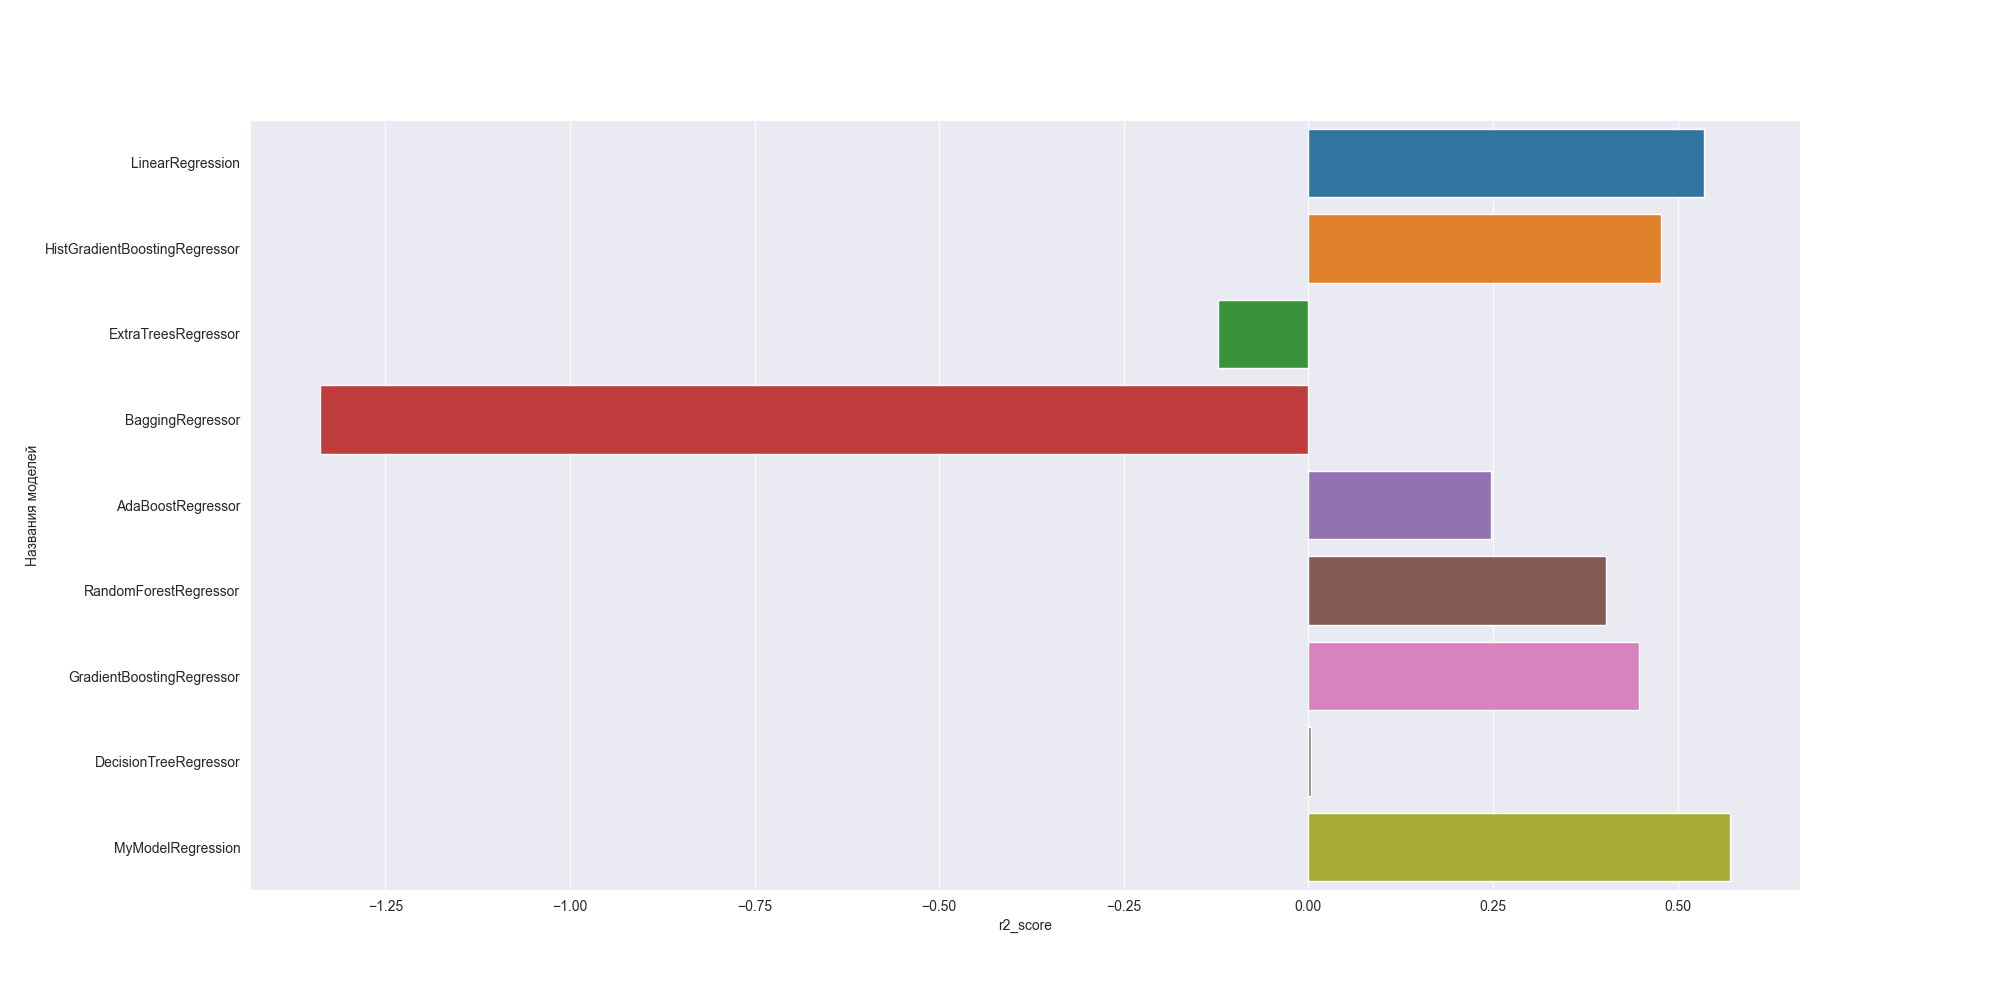 LinearRegression
HistGradientBoostingRegressor
ExtraTreesRegressor
BaggingRegressor
AdaBoostRegressor
RandomForestRegressor
GradientBoostingRegressor
DecisionTreeRegressor
MyModelRegression
Названия моделей
−1.25 −1.00 −0.75 −0.50 −0.25 0.00 0.25 0.50
r2_score